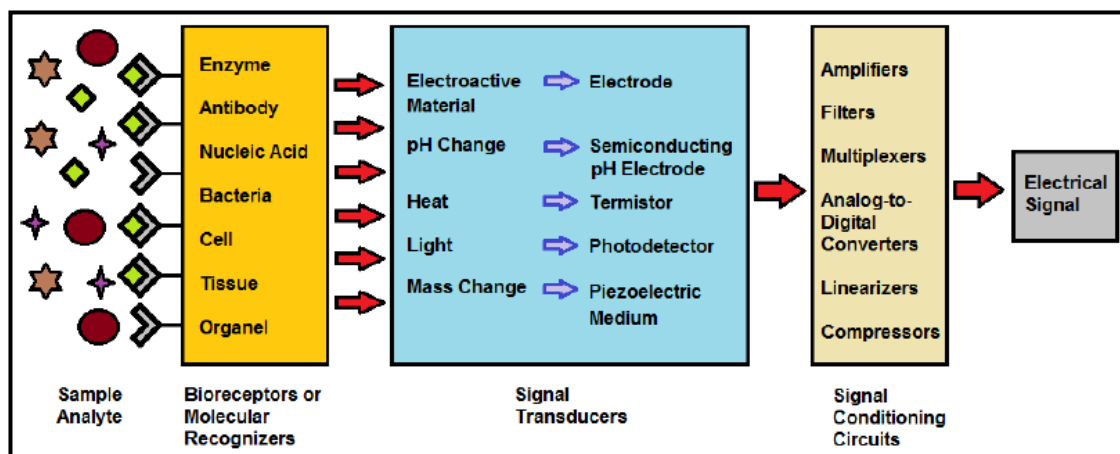 Enzyme
Antibody
Nucleic Acid
Bacteria
Cell
Tissue
Organel
Electroactive
Material
Electrode
pH Change
Semiconducting
pH Electrode
Heat
Termistor
Light
Photodetector
Mass Change
Piezoelectric
Medium
Amplifiers
Filters
Multiplexers
Analog-to-
Digital
Converters
Linearizers
Compressors
Electrical
Signal
Sample
Analyte
Bioreceptors or
Molecular
Recognizers
Signal
Transducers
Signal
Conditioning
Circuits